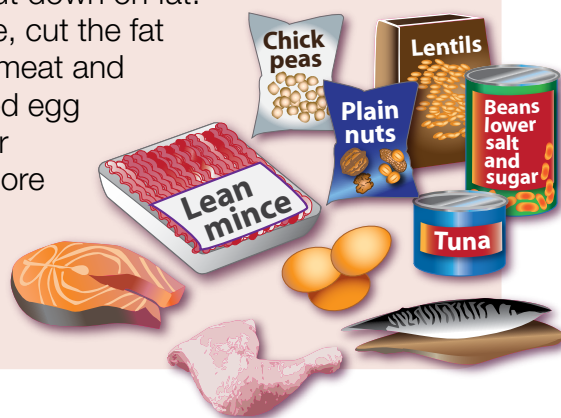 ut down on fat.
e, cut the fat
meat and
d egg
r
ore
Chick
peas
Lentils
Plain
nuts
Beans
lower
salt
and
sugar
Lean
mince
Tuna